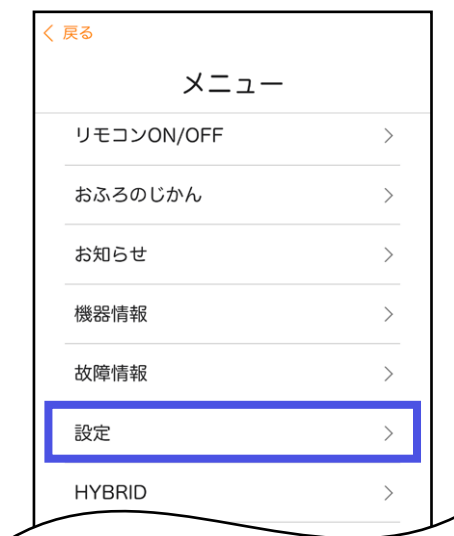 戻る
メニュー
リモコンON/OFF
おふろのじかん
お知らせ
機器情報
故障情報
設定
HYBRID